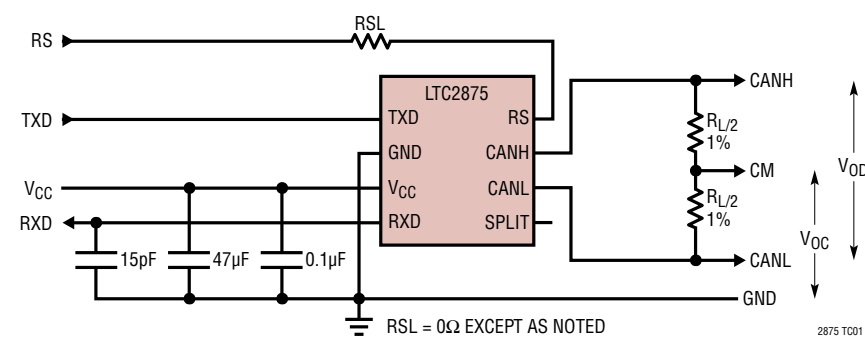 RSL
RS
LTC2875
TXD
TXD
RS
GND
CANH
VCC
VCC
CANL
RXD
RXD
SPLIT
15pF
47µF
0.1µF
CANH
RL/2
1%
CM
RL/2
1%
CANL
VOD
VOC
GND
RSL = 0Ω EXCEPT AS NOTED
2875 TC01